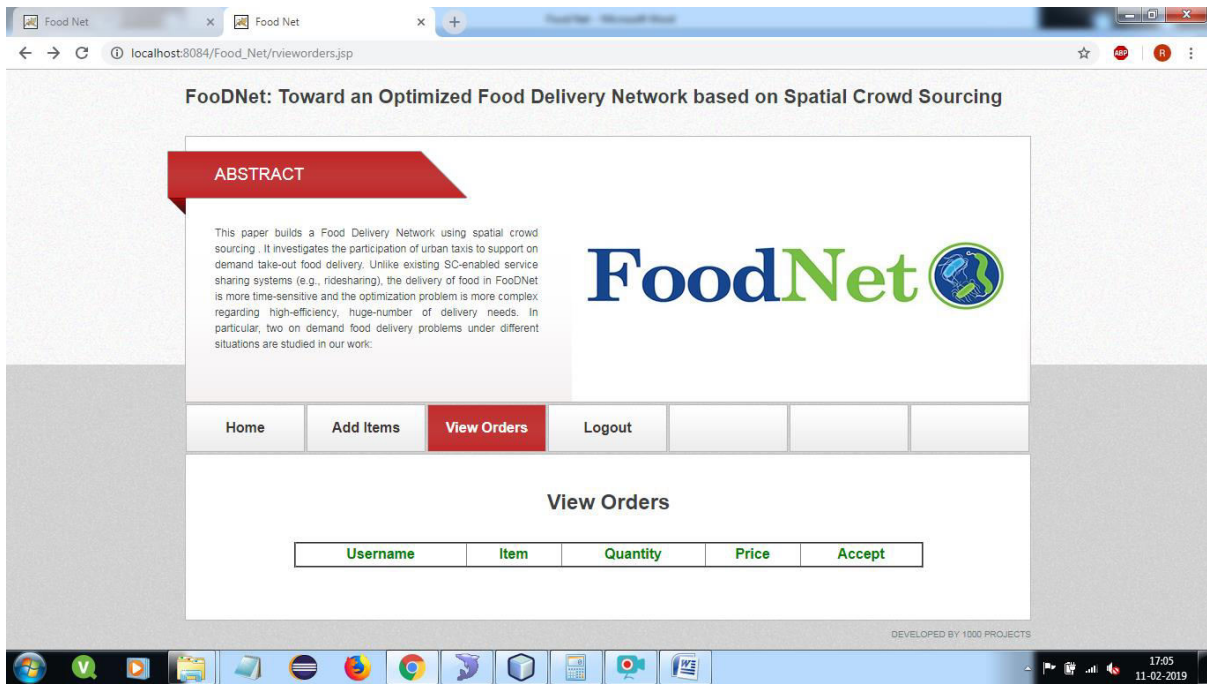 Food Net
Food Net
localhost:8084/Food_Net/rvieworders.jsp
ABP
R
FooDNet: Toward an Optimized Food Delivery Network based on Spatial Crowd Sourcing
ABSTRACT
This paper builds a Food Delivery Network using spatial crowd
sourcing . It investigates the participation of urban taxis to support on
demand take-out food delivery. Unlike existing SC-enabled service
sharing systems (e.g., ridesharing), the delivery of food in FooDNet
is more time-sensitive and the optimization problem is more complex
regarding high-efficiency, huge-number of delivery needs. In
particular, two on demand food delivery problems under different
situations are studied in our work:
FoodNet
Home Add Items View Orders Logout
View Orders
Username Item Quantity Price Accept
DEVELOPED BY 1000 PROJECTS
17:05
11-02-2019